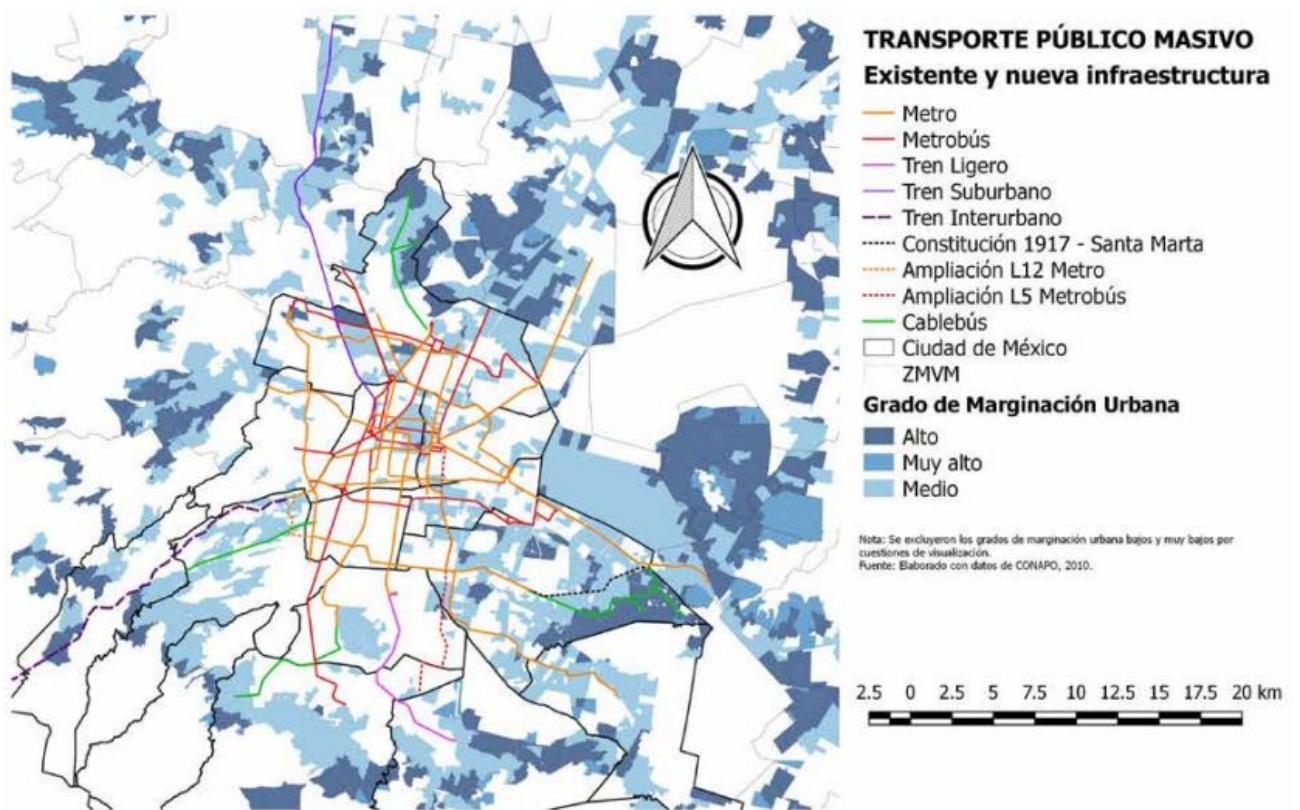 TRANSPORTE PÚBLICO MASIVO
Existente y nueva infraestructura
Metro
Metrobús
Tren Ligero
Tren Suburbano
Tren Interurbano
Constitución 1917 - Santa Marta
Ampliación L12 Metro
Ampliación L5 Metrobús
Cablebús
Ciudad de México
ZMVM
Grado de Marginación Urbana
Alto
Muy alto
Medio
Nota: Se excluyeron los grados de marginación urbana bajos y muy bajos por
cuestiones de visualización.
Fuente: Elaborado con datos de CONAPO, 2010.
2.5 0 2.5 5 7.5 10 12.5 15 17.5 20 km